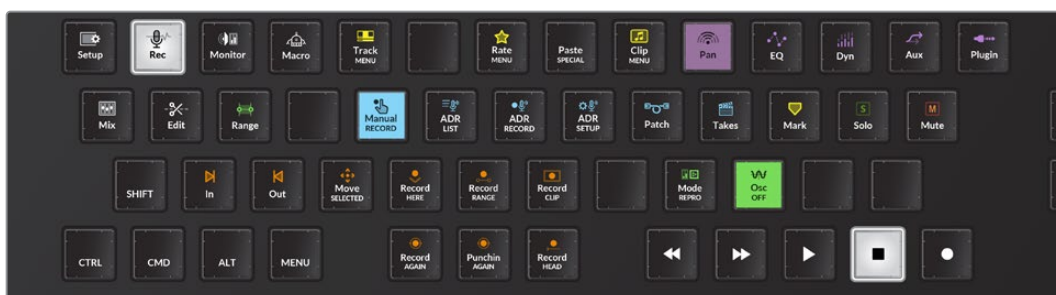 Setup
Rec
Monitor
Macro
Track
MENU
Rate
MENU
Paste
SPECIAL
Clip
MENU
Pan
EQ
Dyn
Aux
Plugin
Mix
Edit
Range
Manual
RECORD
ADR
LIST
ADR
RECORD
ADR
SETUP
Patch
Takes
Mark
S
Solo
M
Mute
SHIFT
In
Out
Move
SELECTED
Record
HERE
Record
RANGE
Record
CLIP
Mode
REPRO
Osc
OFF
CTRL
CMD
ALT
MENU
Record
AGAIN
Punchin
AGAIN
Record
HEAD